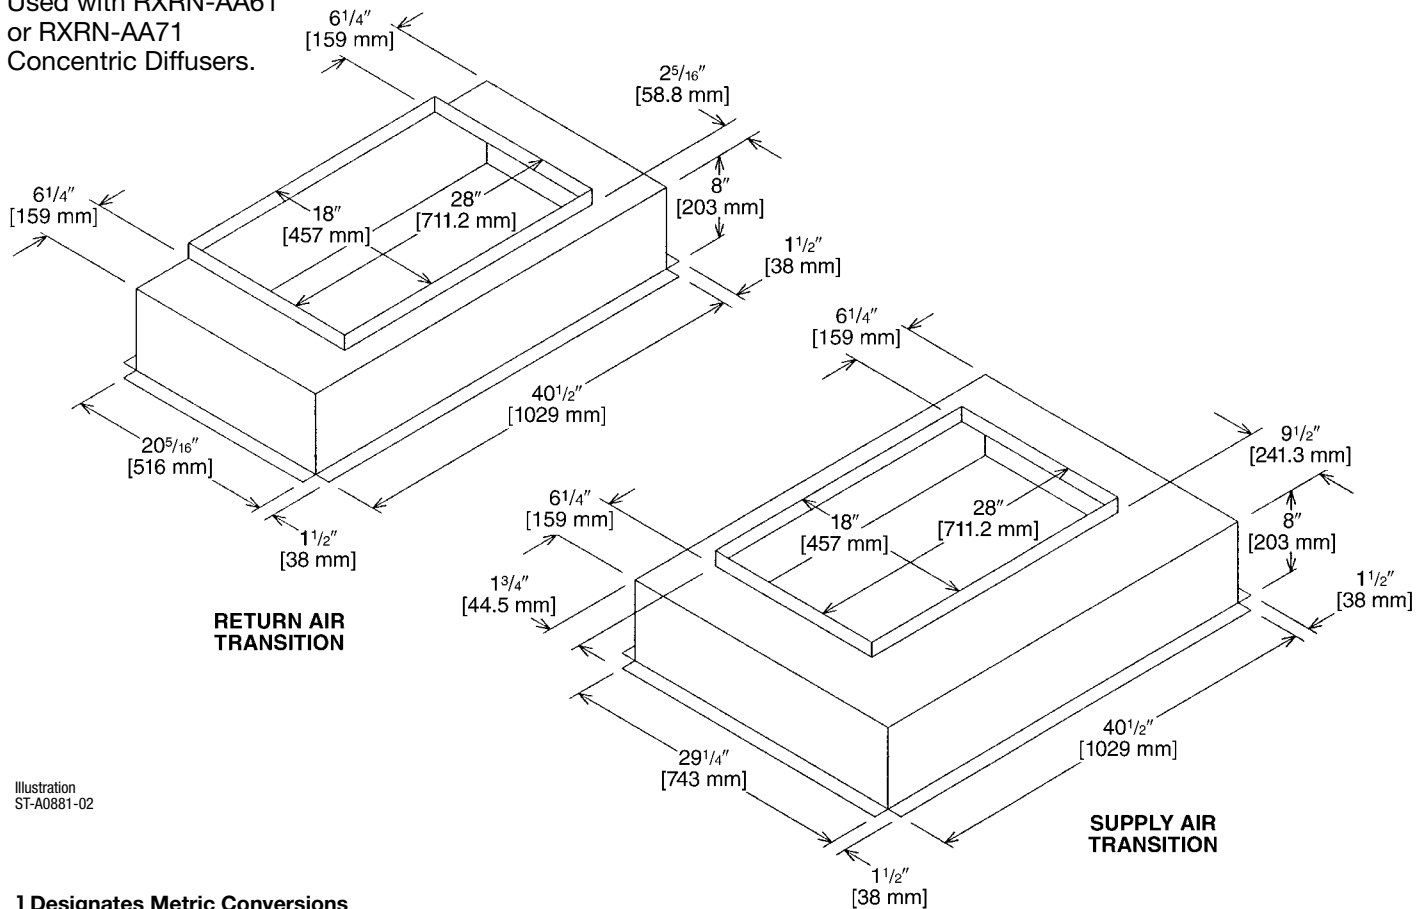 Used with RXRN-AA61
or RXRN-AA71
Concentric Diffusers.
6 1/4″
[159 mm]
2 5/16″
[58.8 mm]
6 1/4″
[159 mm]
28″
[711.2 mm]
18″
[457 mm]
8″
[203 mm]
1 1/2″
[38 mm]
40 1/2″
[1029 mm]
20 5/16″
[516 mm]
1 1/2″
[38 mm]
RETURN AIR
TRANSITION
6 1/4″
[159 mm]
9 1/2″
[241.3 mm]
6 1/4″
[159 mm]
28″
[711.2 mm]
18″
[457 mm]
8″
[203 mm]
1 3/4″
[44.5 mm]
1 1/2″
[38 mm]
40 1/2″
[1029 mm]
29 1/4″
[743 mm]
1 1/2″
[38 mm]
SUPPLY AIR
TRANSITION
Illustration
ST-A0881-02
] Designates Metric Conversions